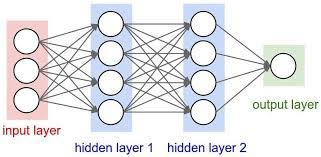 input layer
hidden layer 1
hidden layer 2
output layer